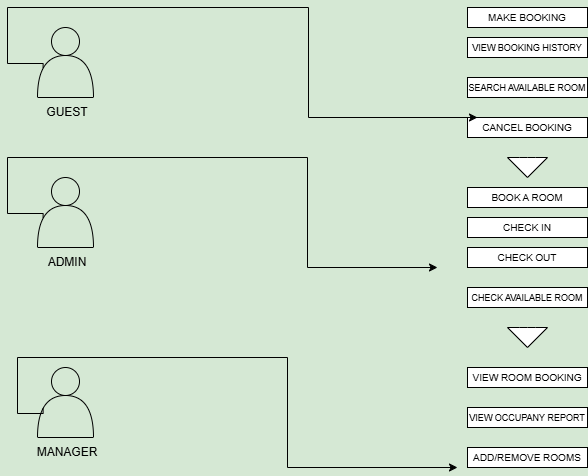 MAKE BOOKING
VIEW BOOKING HISTORY
SEARCH AVAILABLE ROOM
GUEST
CANCEL BOOKING
BOOK A ROOM
CHECK IN
ADMIN
CHECK OUT
CHECK AVAILABLE ROOM
VIEW ROOM BOOKING
VIEW OCCUPANY REPORT
MANAGER
ADD/REMOVE ROOMS